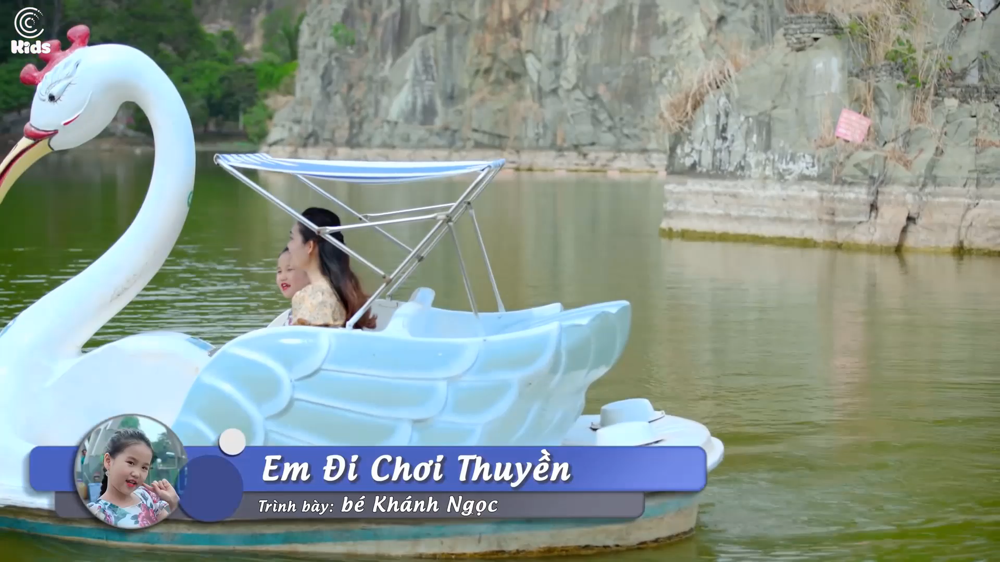 Kids
Em Đi Chơi Thuyền
Trình bày: bé Khánh Ngọc